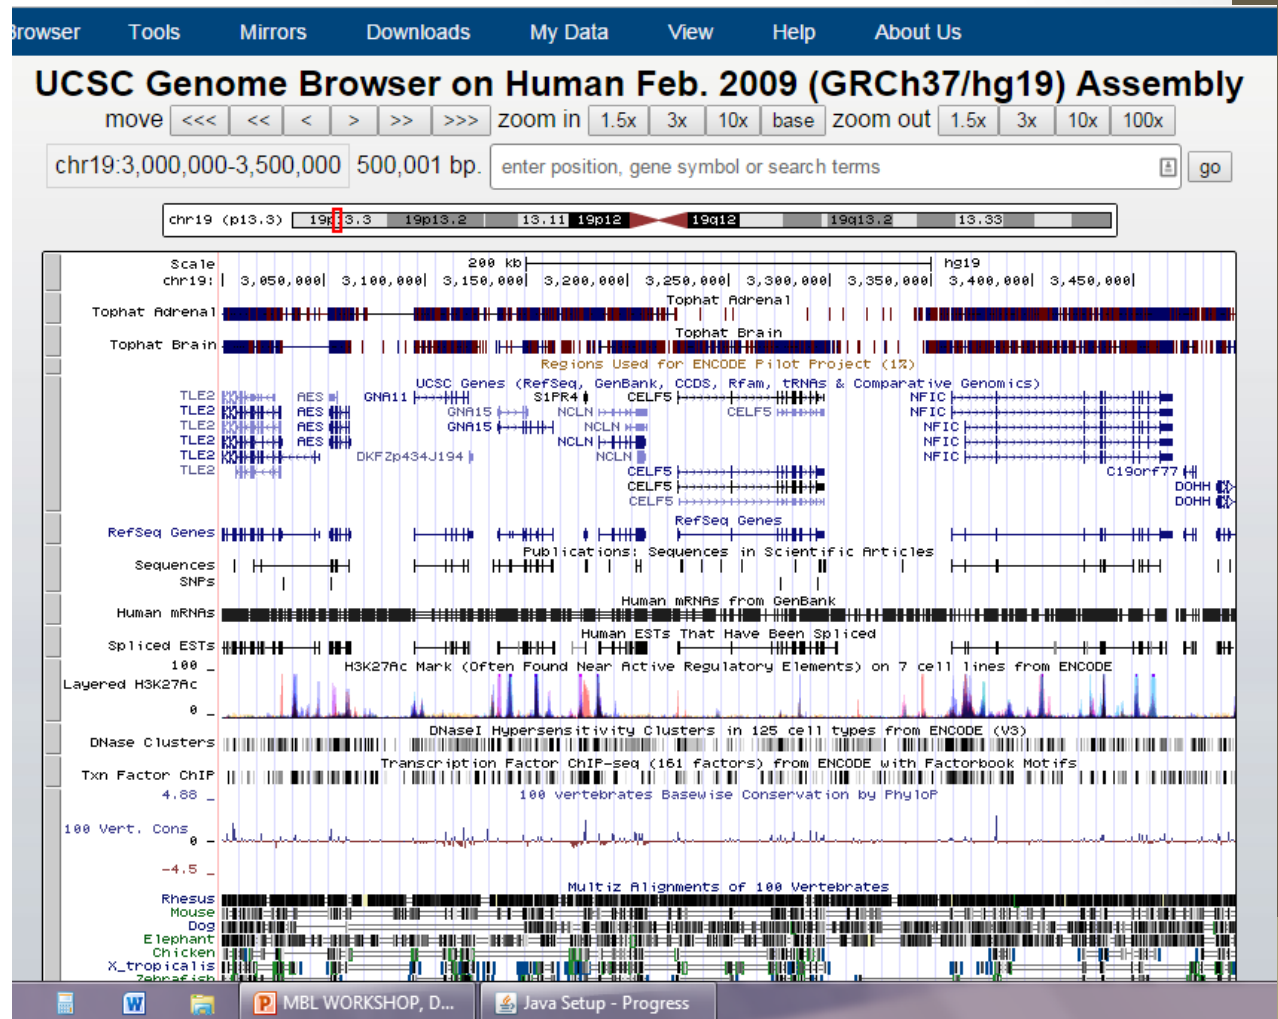 Browser Tools Mirrors Downloads My Data View Help About Us
UCSC Genome Browser on Human Feb. 2009 (GRCh37/hg19) Assembly
move <<< << < > >> >>> zoom in 1.5x 3x 10x base zoom out 1.5x 3x 10x 100x
chr19:3,000,000-3,500,000 500,001 bp. enter position, gene symbol or search terms go
chr19 (p13.3) 19p13.3 19p13.2 13.11 19p12 19q12 19q13.2 13.33
Scale 200 kb hg19
chr19: 3,050,000 3,100,000 3,150,000 3,200,000 3,250,000 3,300,000 3,350,000 3,400,000 3,450,000
Tophat Adrenal
Tophat Adrenal
Tophat Brain
Tophat Brain
Regions Used for ENCODE Pilot Project (1%)
UCSC Genes (RefSeq, GenBank, CCDS, Rfam, tRNAs & Comparative Genomics)
TLE2 AES GNA11 S1PR4 CELF5 NFIC
TLE2 AES GNA15 NCLN CELF5 NFIC
TLE2 AES GNA15 NCLN NFIC
TLE2 AES NCLN NFIC
TLE2 DKFZp434J194 NCLN NFIC
TLE2 CELF5 C19orf77
CELF5 DOHH
CELF5 DOHH
RefSeq Genes
RefSeq Genes
Publications: Sequences in Scientific Articles
Sequences
SNPs
Human mRNAs from GenBank
Human mRNAs
Human ESTs That Have Been Spliced
Spliced ESTs
100 _ H3K27Ac Mark (Often Found Near Active Regulatory Elements) on 7 cell lines from ENCODE
Layered H3K27Ac
0 _
DNaseI Hypersensitivity Clusters in 125 cell types from ENCODE (V3)
DNase Clusters
Transcription Factor ChIP-seq (161 factors) from ENCODE with Factorbook Motifs
Txn Factor ChIP
4.88 _ 100 vertebrates Basewise Conservation by PhyloP
100 Vert. Cons
0 -
-4.5 _
Multiz Alignments of 100 Vertebrates
Rhesus
Mouse
Dog
Elephant
Chicken
X_tropicalis
Zebrafish
W P MBL WORKSHOP, D... Java Setup - Progress